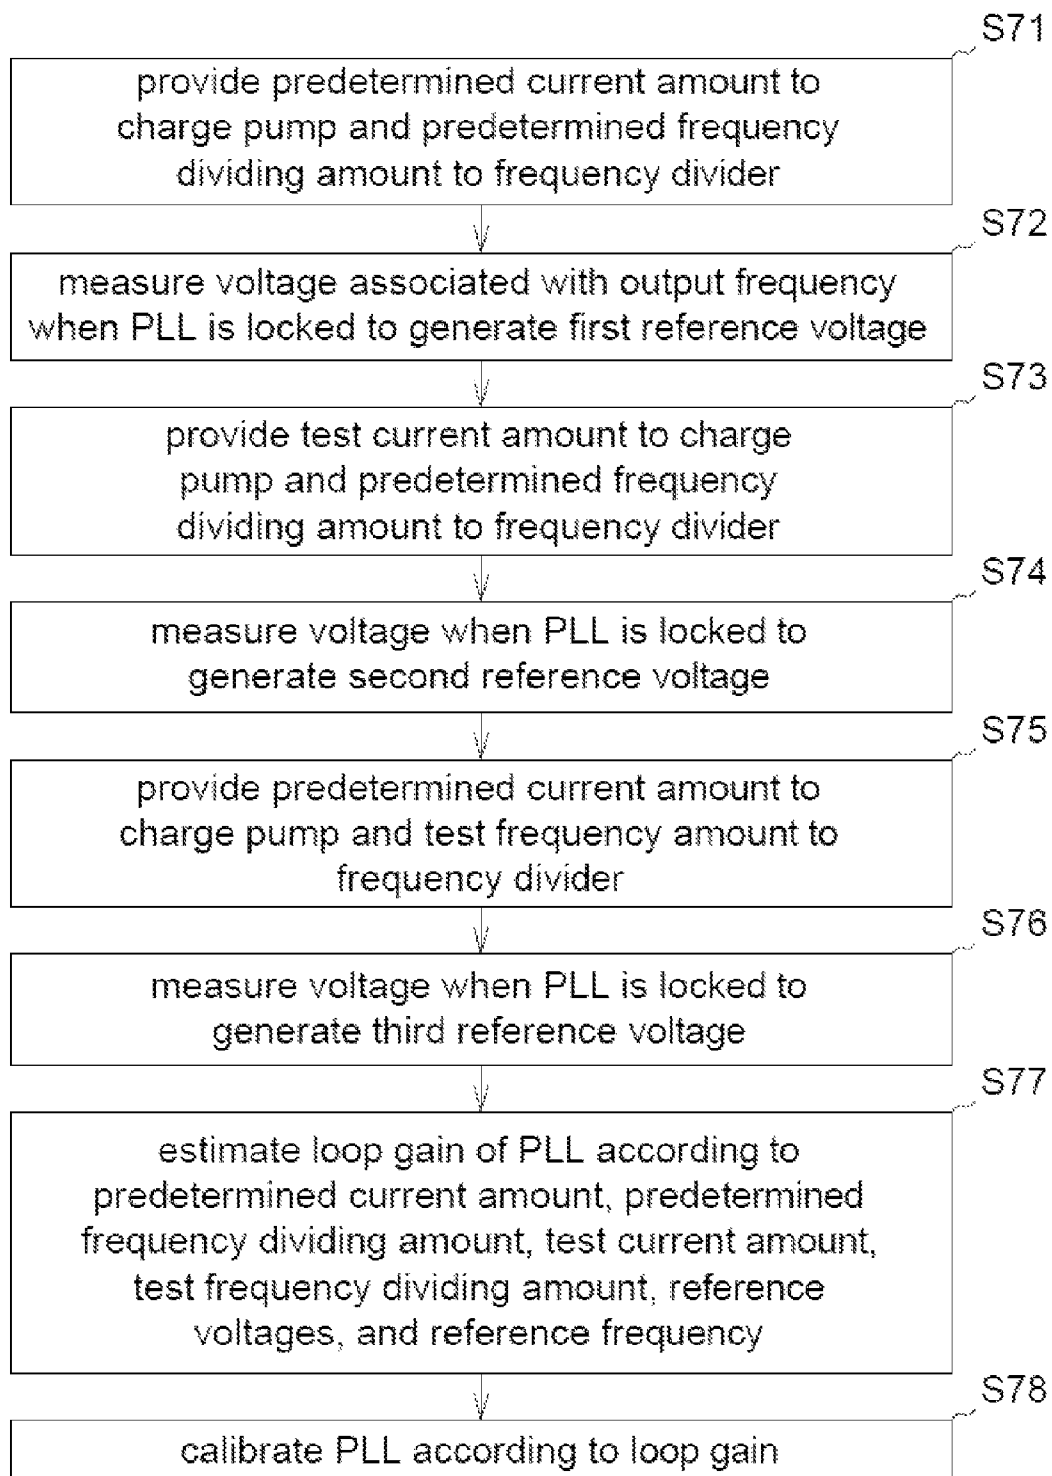 S71
provide predetermined current amount to
charge pump and predetermined frequency
dividing amount to frequency divider
S72
measure voltage associated with output frequency
when PLL is locked to generate first reference voltage
S73
provide test current amount to charge
pump and predetermined frequency
dividing amount to frequency divider
S74
measure voltage when PLL is locked to
generate second reference voltage
S75
provide predetermined current amount to
charge pump and test frequency amount to
frequency divider
S76
measure voltage when PLL is locked to
generate third reference voltage
S77
estimate loop gain of PLL according to
predetermined current amount, predetermined
frequency dividing amount, test current amount,
test frequency dividing amount, reference
voltages, and reference frequency
S78
calibrate PLL according to loop gain